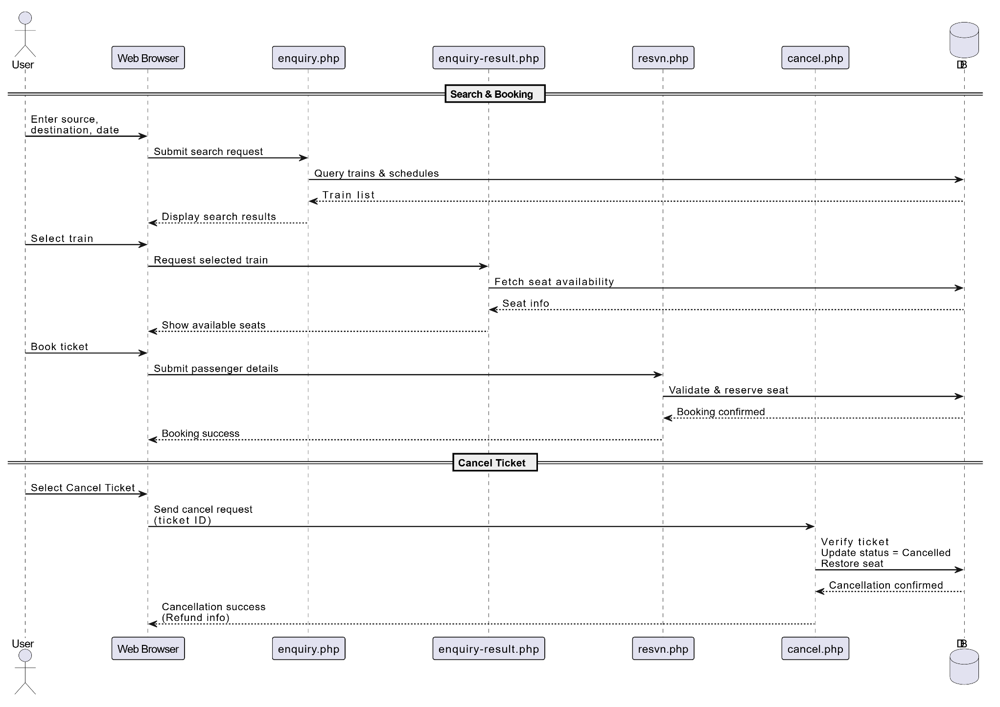 User
Web Browser
enquiry.php
enquiry-result.php
resvn.php
cancel.php
DB
Search & Booking
Enter source,
destination, date
Submit search request
Query trains & schedules
Train list
Display search results
Select train
Request selected train
Fetch seat availability
Seat info
Show available seats
Book ticket
Submit passenger details
Validate & reserve seat
Booking confirmed
Booking success
Cancel Ticket
Select Cancel Ticket
Send cancel request
(ticket ID)
Verify ticket
Update status = Cancelled
Restore seat
Cancellation confirmed
Cancellation success
(Refund info)
User
Web Browser
enquiry.php
enquiry-result.php
resvn.php
cancel.php
DB